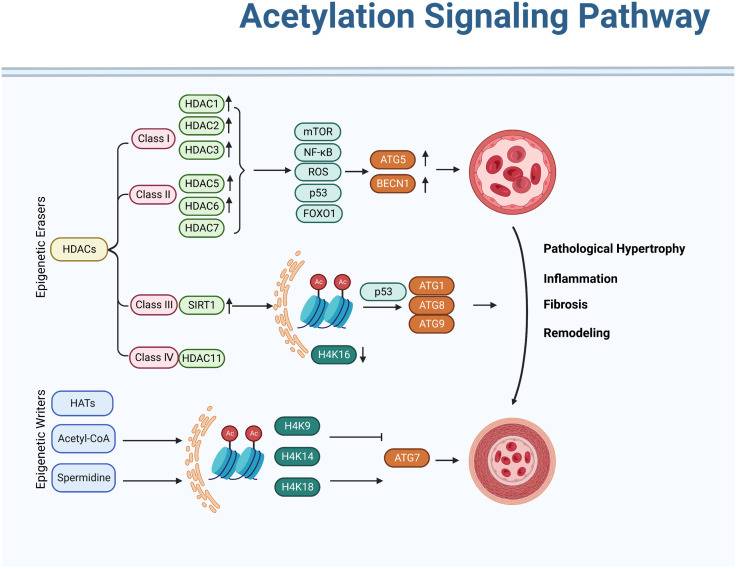 Acetylation Signaling Pathway
Epigenetic Erasers
HDACs
Class I
HDAC1
HDAC2
HDAC3
Class II
HDAC5
HDAC6
HDAC7
mTOR
NF-κB
ROS
p53
FOXO1
ATG5
BECN1
Class III
SIRT1
Ac
Ac
H4K16
p53
ATG1
ATG8
ATG9
Class IV
HDAC11
Pathological Hypertrophy
Inflammation
Fibrosis
Remodeling
Epigenetic Writers
HATs
Acetyl-CoA
Spermidine
Ac
Ac
H4K9
H4K14
H4K18
ATG7